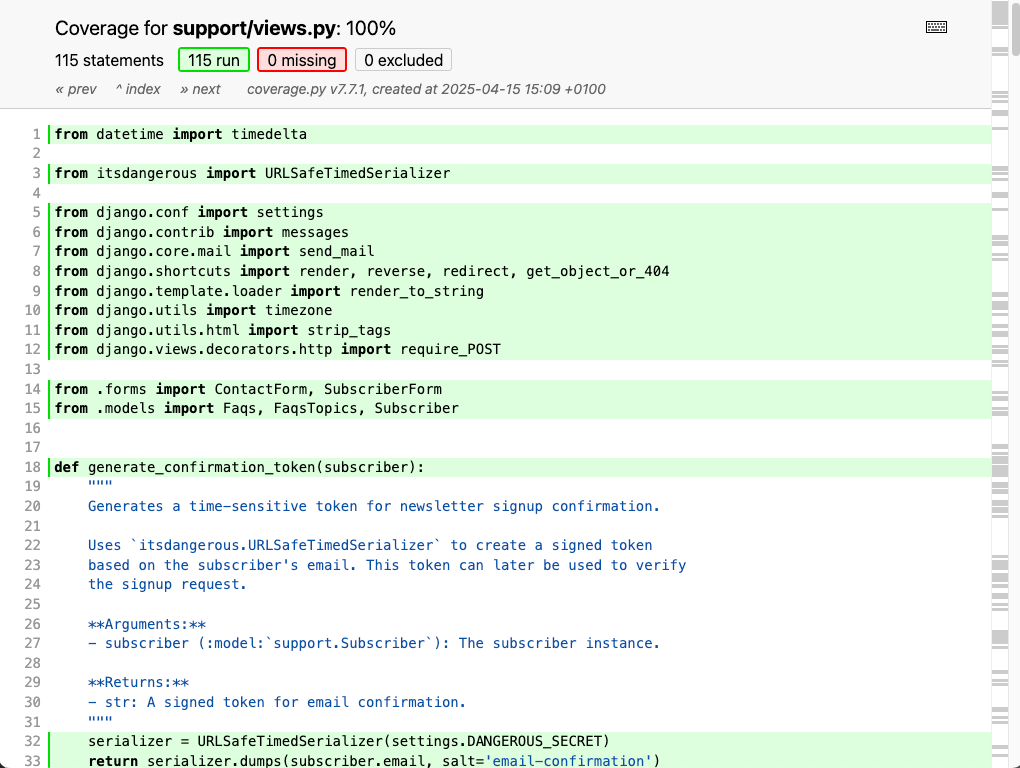 Coverage for support/views.py: 100%
115 statements 115 run 0 missing 0 excluded
« prev ^ index » next coverage.py v7.7.1, created at 2025-04-15 15:09 +0100
1 from datetime import timedelta
2
3 from itsdangerous import URLSafeTimedSerializer
4
5 from django.conf import settings
6 from django.contrib import messages
7 from django.core.mail import send_mail
8 from django.shortcuts import render, reverse, redirect, get_object_or_404
9 from django.template.loader import render_to_string
10 from django.utils import timezone
11 from django.utils.html import strip_tags
12 from django.views.decorators.http import require_POST
13
14 from .forms import ContactForm, SubscriberForm
15 from .models import Faqs, FaqsTopics, Subscriber
16
17
18 def generate_confirmation_token(subscriber):
19 """
20 Generates a time-sensitive token for newsletter signup confirmation.
21
22 Uses `itsdangerous.URLSafeTimedSerializer` to create a signed token
23 based on the subscriber's email. This token can later be used to verify
24 the signup request.
25
26 **Arguments:**
27 - subscriber (:model:`support.Subscriber`): The subscriber instance.
28
29 **Returns:**
30 - str: A signed token for email confirmation.
31 """
32 serializer = URLSafeTimedSerializer(settings.DANGEROUS_SECRET)
33 return serializer.dumps(subscriber.email, salt='email-confirmation')